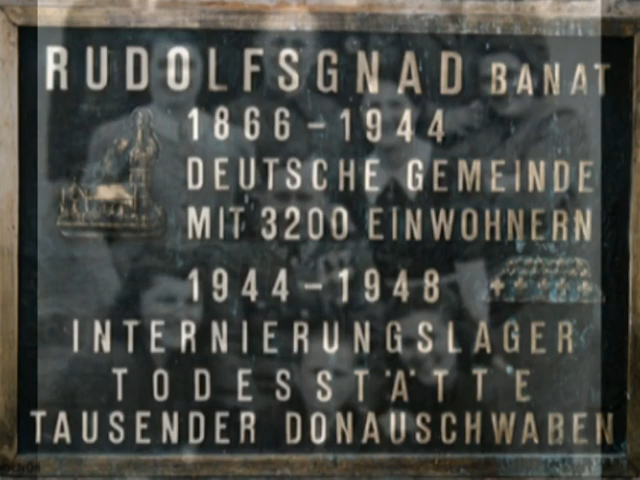 RUDOLFSGNAD BANAT
1866-1944
DEUTSCHE GEMEINDE
MIT 3200 EINWOHNERN
1944-1948
INTERNIERUNGSLAGER
TODESSTÄTTE
TAUSENDER DONAUSCHWABEN